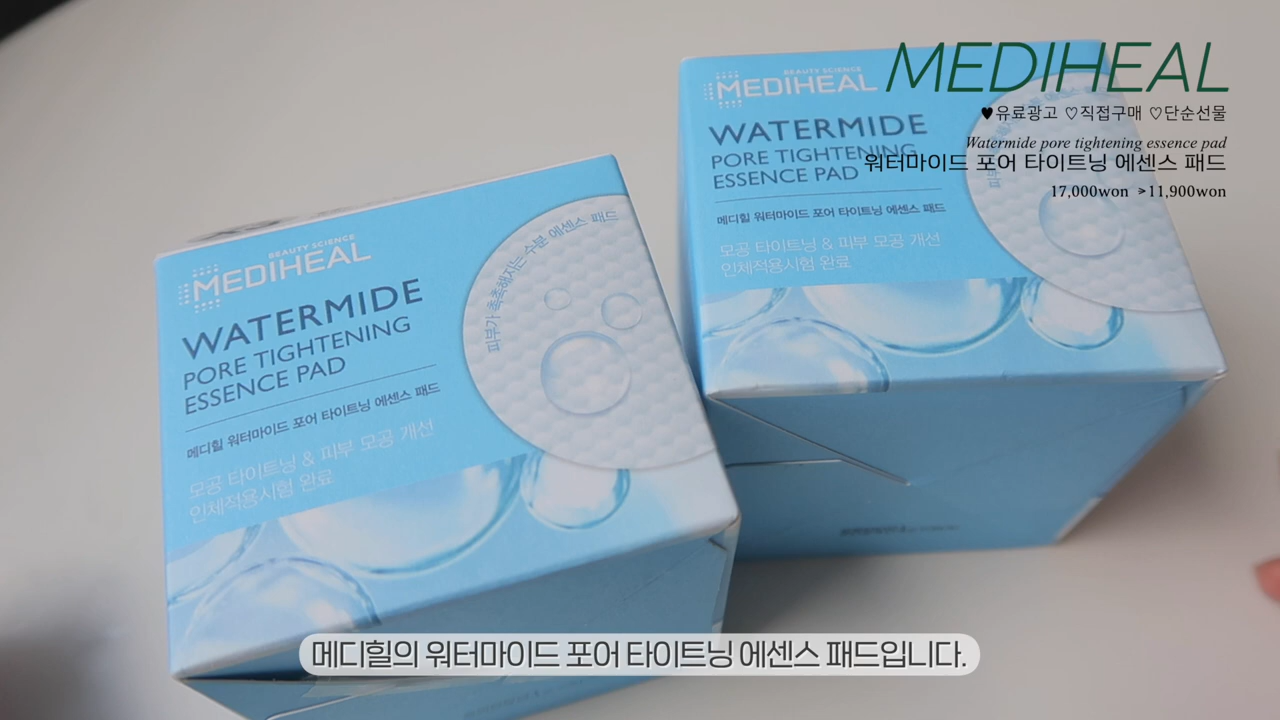 BEAUTY SCIENCE
MEDIHEAL
WATERMIDE
PORE TIGHTENING
ESSENCE PAD
메디힐 워터마이드 포어 타이트닝 에센스 패드
모공 타이트닝 & 피부 모공 개선
인체적용시험 완료
피부가 촉촉해지는 수분 에센스 패드
BEAUTY SCIENCE
MEDIHEAL
WATERMIDE
PORE TIGHTENING
ESSENCE PAD
메디힐 워터마이드 포어 타이트닝 에센스 패드
모공 타이트닝 & 피부 모공 개선
인체적용시험 완료
MEDIHEAL
♥유료광고 ♡직접구매 ♡단순선물
Watermide pore tightening essence pad
워터마이드 포어 타이트닝 에센스 패드
17,000won >11,900won
메디힐의 워터마이드 포어 타이트닝 에센스 패드입니다.